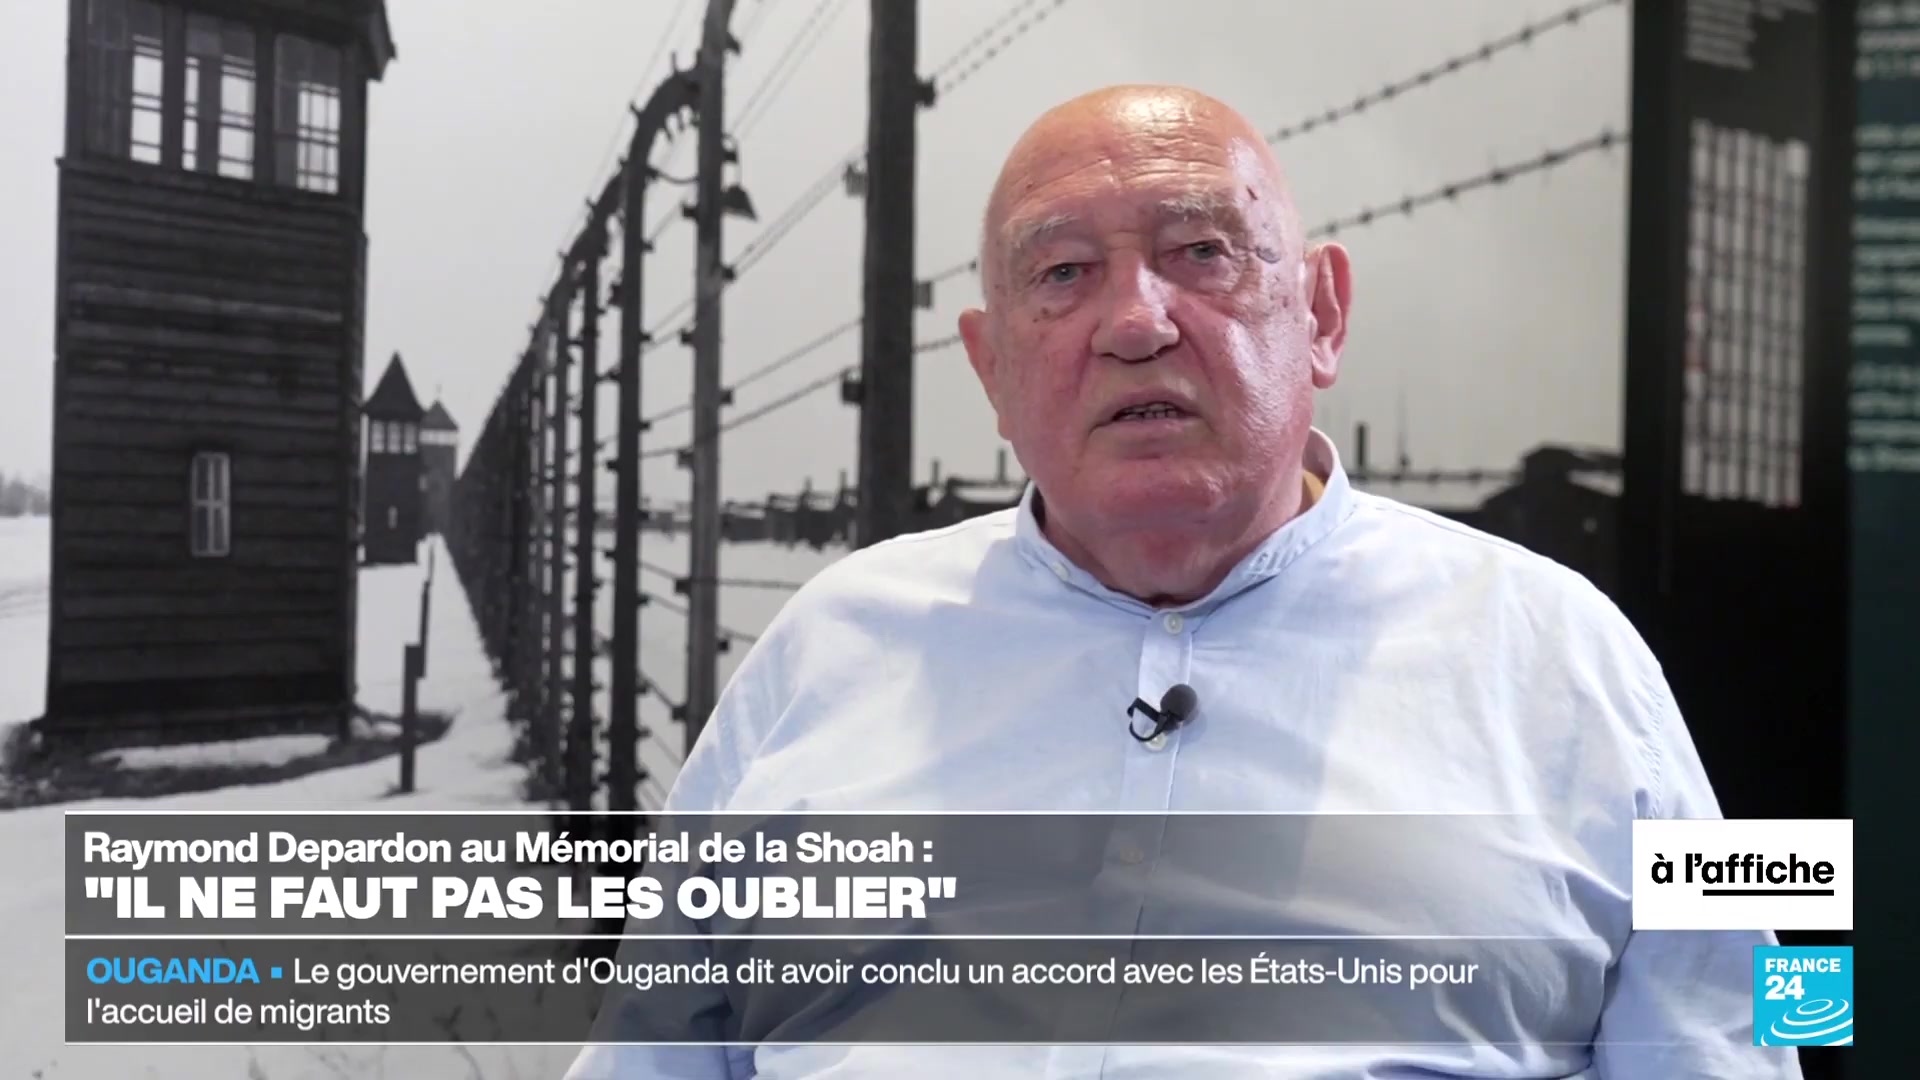 Raymond Depardon au Mémorial de la Shoah :
"IL NE FAUT PAS LES OUBLIER"
à l'affiche
OUGANDA ▪ Le gouvernement d'Ouganda dit avoir conclu un accord avec les États-Unis pour
l'accueil de migrants
FRANCE
24